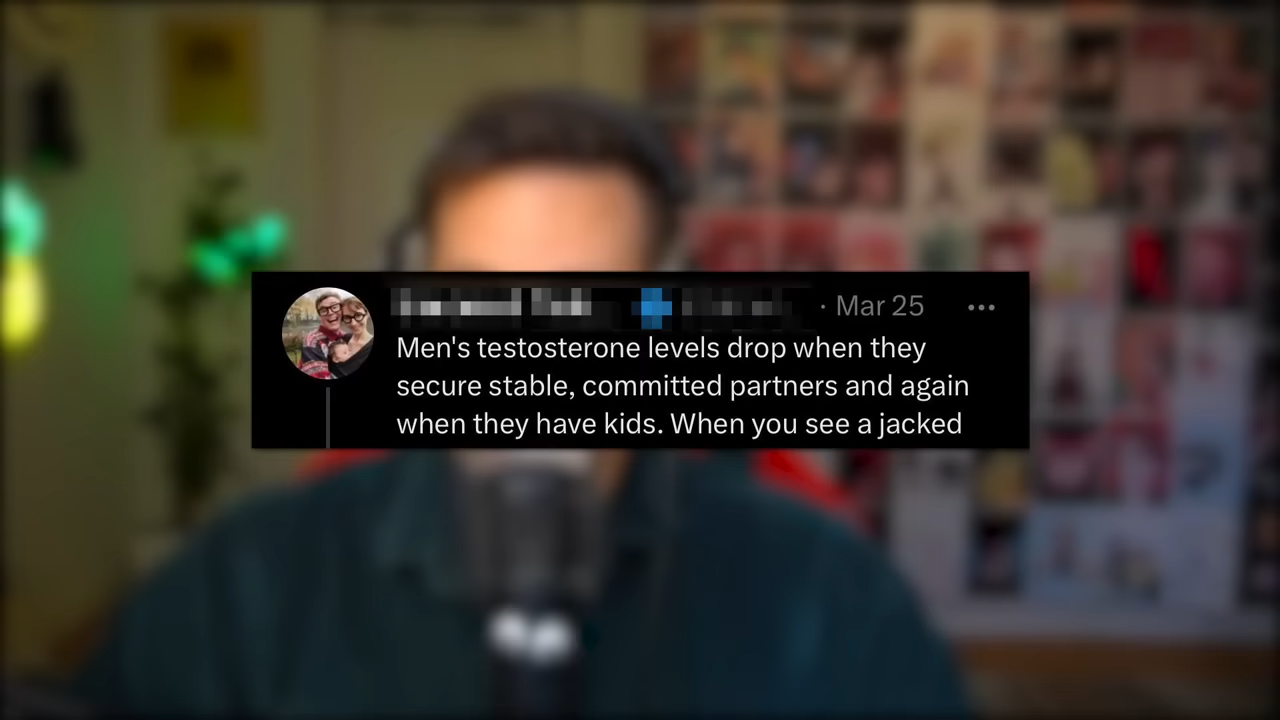 · Mar 25
Men's testosterone levels drop when they
secure stable, committed partners and again
when they have kids. When you see a jacked